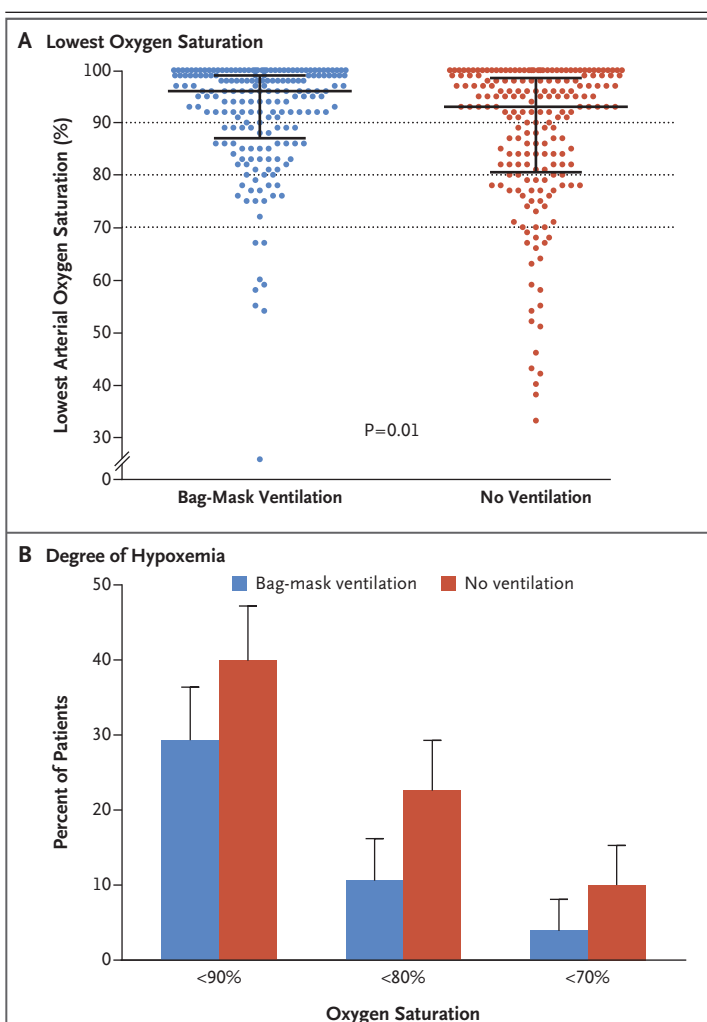 A Lowest Oxygen Saturation
Lowest Arterial Oxygen Saturation (%)
100
90
80
70
60
50
40
30
0
P=0.01
Bag-Mask Ventilation
No Ventilation
B Degree of Hypoxemia
Percent of Patients
50
40
30
20
10
0
Bag-mask ventilation
No ventilation
<90%
<80%
<70%
Oxygen Saturation